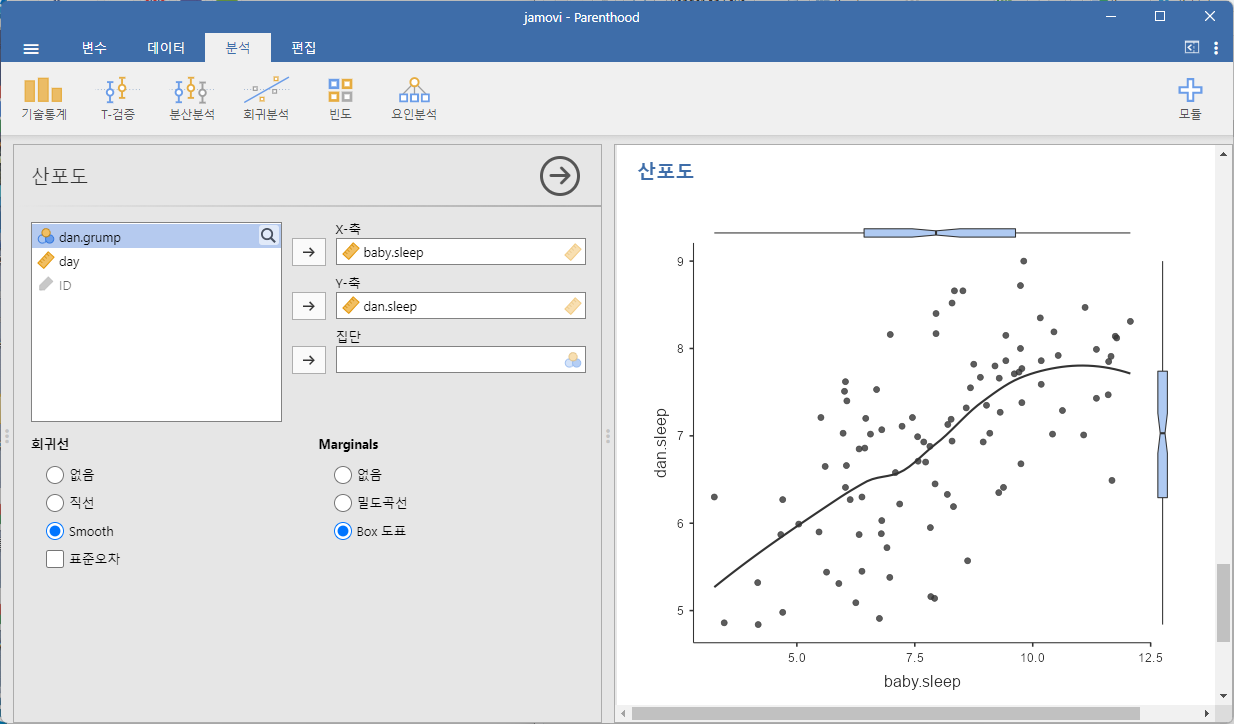 jamovi - Parenthood
변수 데이터 분석 편집
기술통계 T-검증 분산분석 회귀분석 빈도 요인분석 모듈
산포도
dan.grump
day
ID
X-축
baby.sleep
Y-축
dan.sleep
집단
회귀선
없음
직선
Smooth
표준오차
Marginals
없음
밀도곡선
Box 도표
산포도
9
8
7
6
5
dan.sleep
5.0 7.5 10.0 12.5
baby.sleep